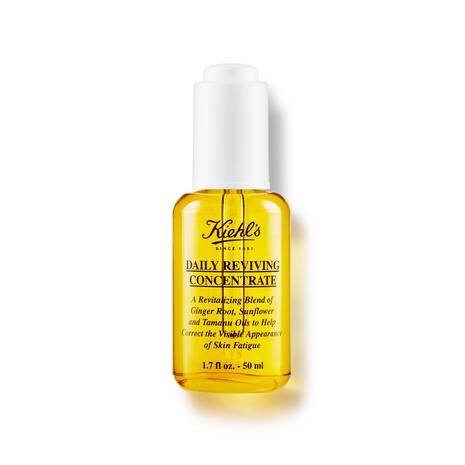 Kiehl's
SINCE 1851
DAILY REVIVING
CONCENTRATE
A Revitalizing Blend of
Ginger Root, Sunflower
and Tamanu Oils to Help
Correct the Visible Appearance
of Skin Fatigue
1.7 fl oz. - 50 ml